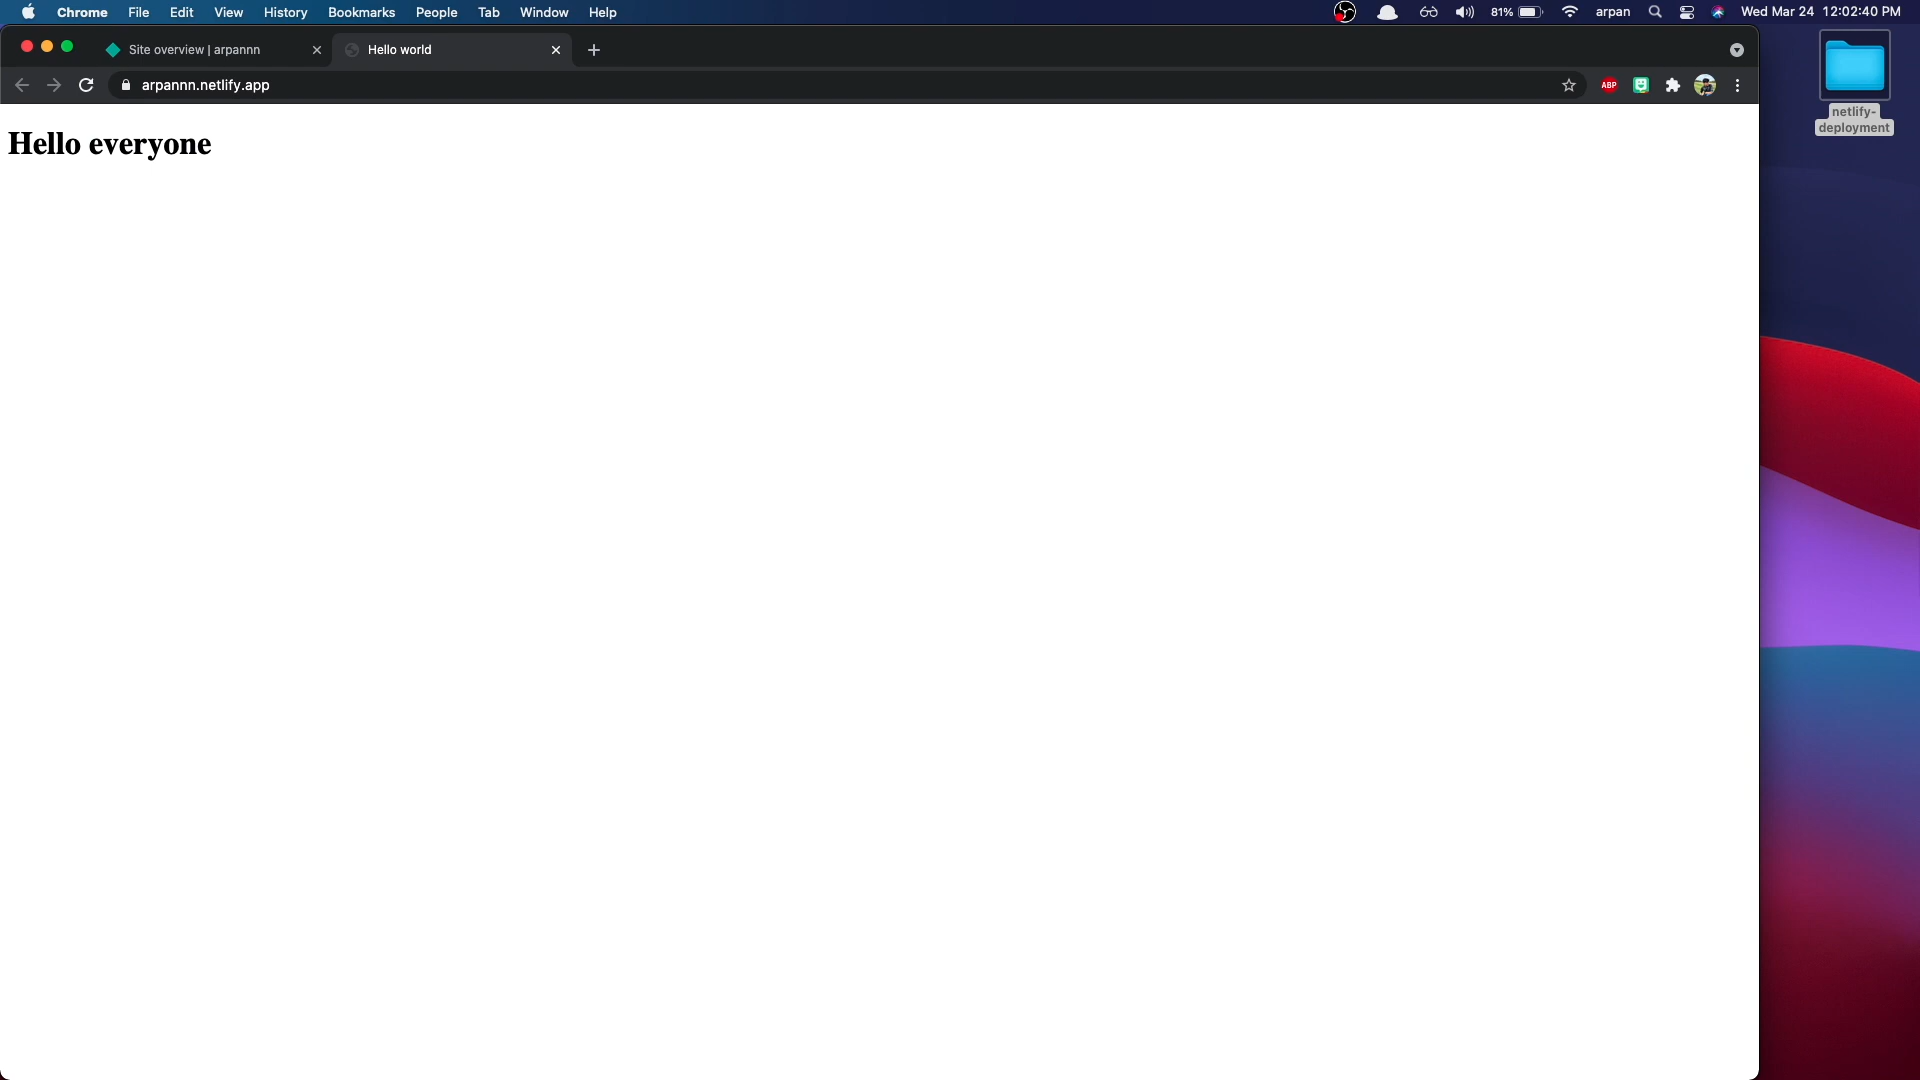 Chrome File Edit View History Bookmarks People Tab Window Help 81% arpan Wed Mar 24 12:02:40 PM
Site overview | arpannn Hello world
arpannn.netlify.app ABP
Hello everyone
netlify-
deployment